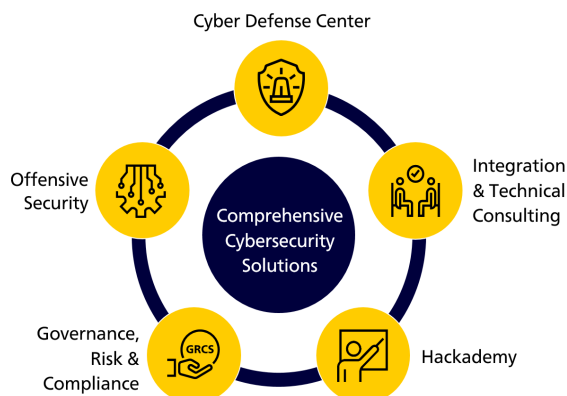 Cyber Defense Center
Integration
& Technical
Consulting
Offensive
Security
Comprehensive
Cybersecurity
Solutions
Governance,
Risk &
Compliance
GRCS
Hackademy